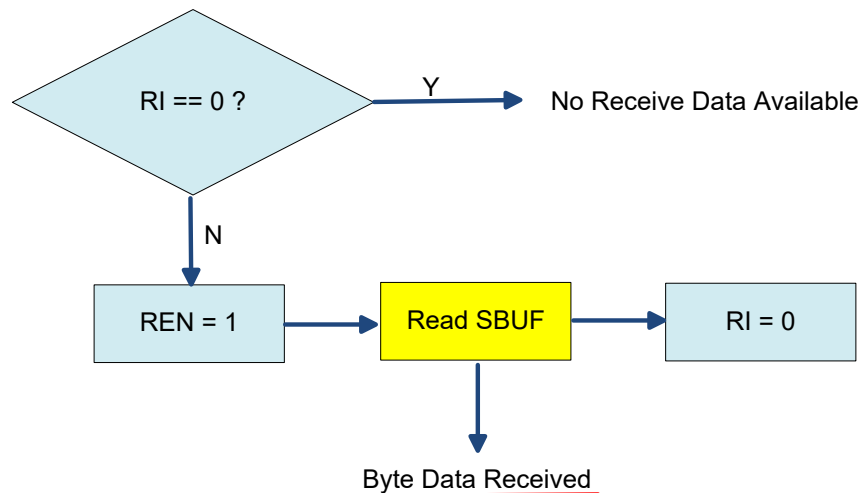 RI == 0 ?
Y
No Receive Data Available
N
REN = 1
Read SBUF
RI = 0
Byte Data Received